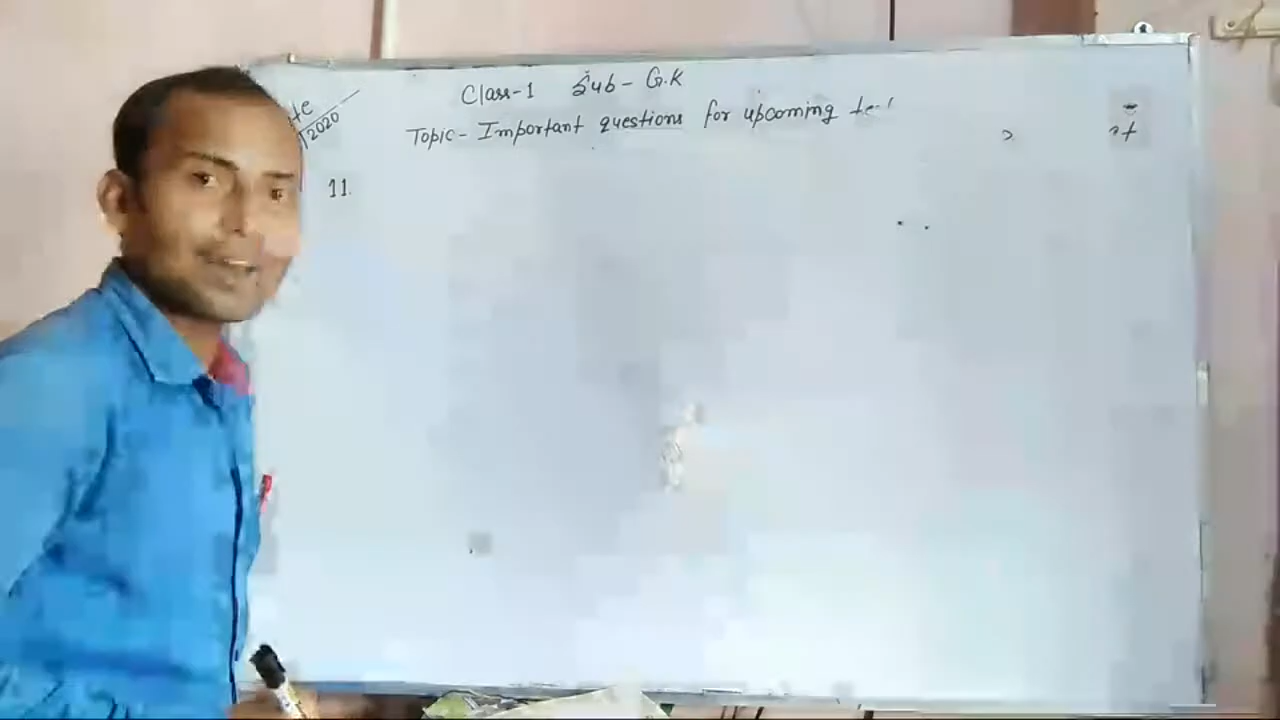 Class-1 Sub- G.K
2020
Topic- Important questions for upcoming
11.